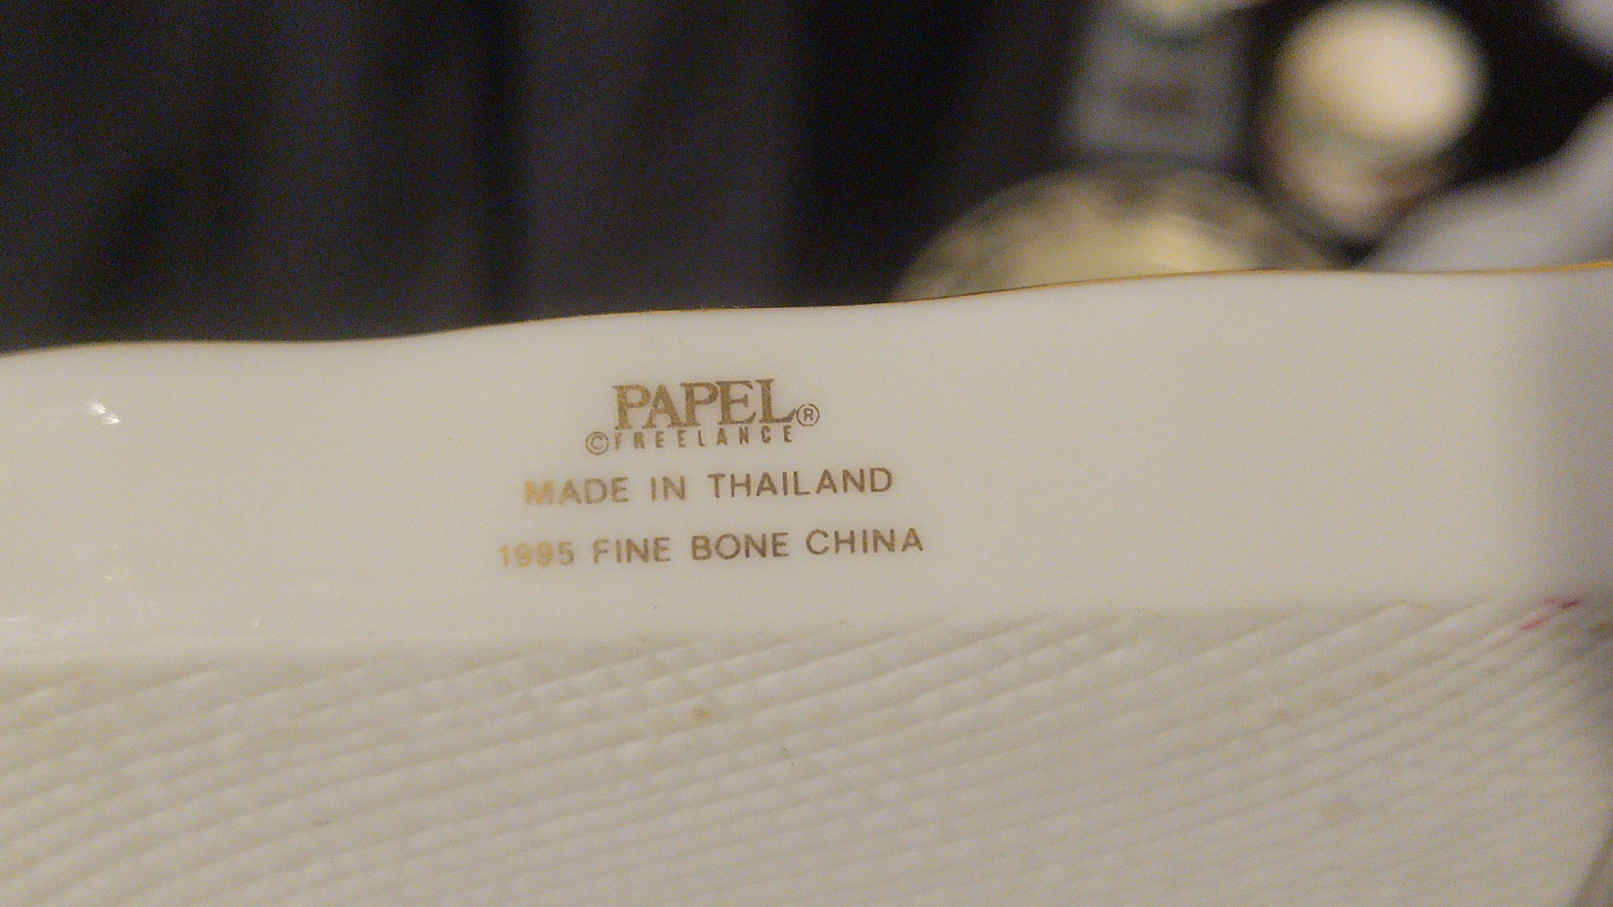 PAPEL®
©FREELANCE
MADE IN THAILAND
1995 FINE BONE CHINA